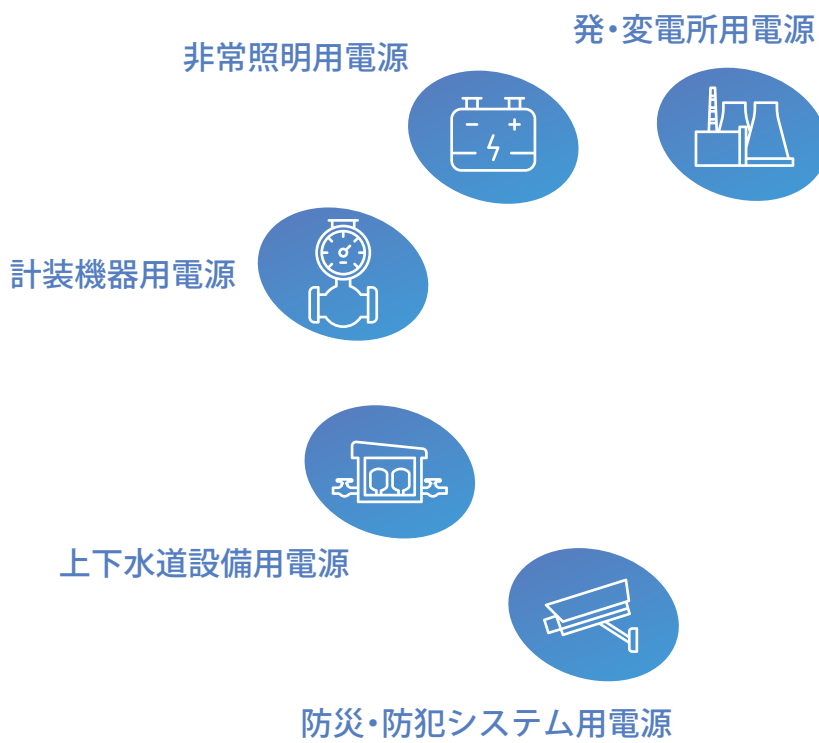 発・変電所用電源
非常照明用電源
計装機器用電源
上下水道設備用電源
防災・防犯システム用電源